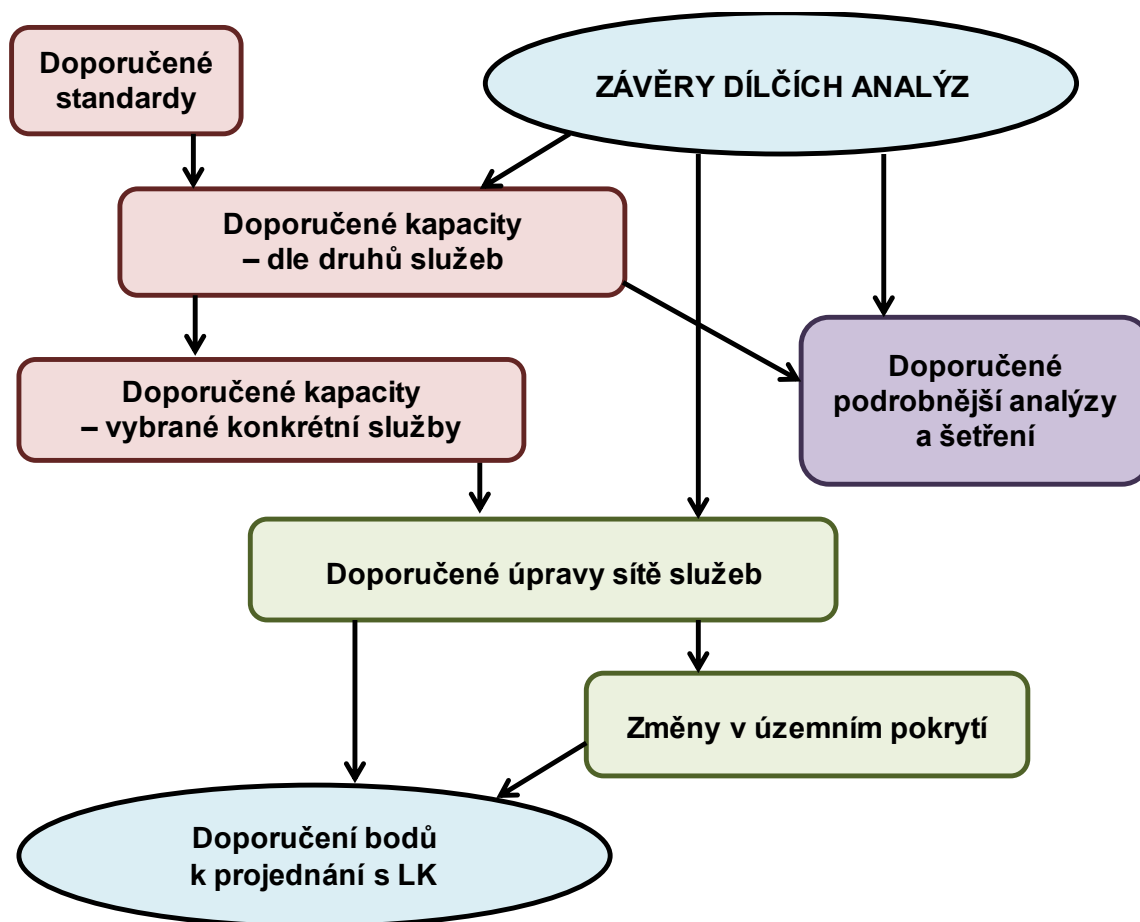 Doporučené
standardy
ZÁVĚRY DÍLČÍCH ANALÝZ
Doporučené kapacity
– dle druhů služeb
Doporučené
podrobnější analýzy
a šetření
Doporučené kapacity
– vybrané konkrétní služby
Doporučené úpravy sítě služeb
Změny v územním pokrytí
Doporučení bodů
k projednání s LK